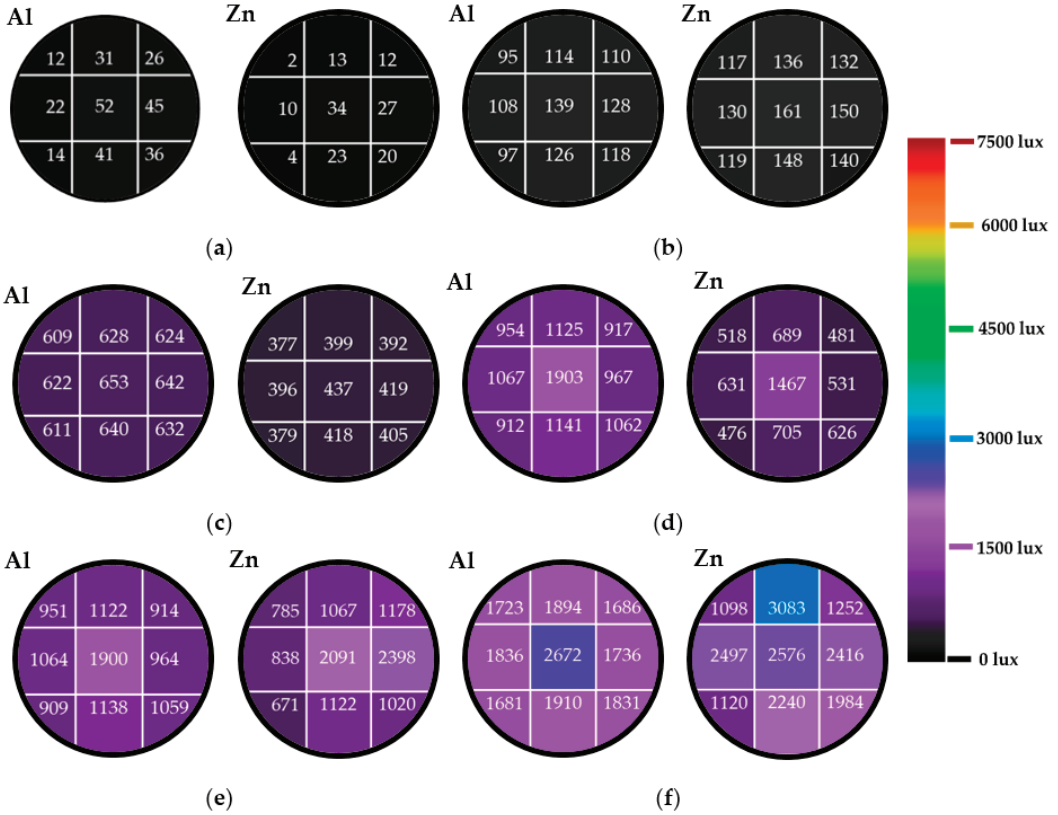 Al Zn Al Zn
12 31 26 2 13 12 95 114 110 117 136 132
22 52 45 10 34 27 108 139 128 130 161 150
14 41 36 4 23 20 97 126 118 119 148 140
(a) (b)
Al Zn Al Zn
609 628 624 377 399 392 954 1125 917 518 689 481
622 653 642 396 437 419 1067 1903 967 631 1467 531
611 640 632 379 418 405 912 1141 1062 476 705 626
(c) (d)
Al Zn Al Zn
951 1122 914 785 1067 1178 1723 1894 1686 1098 3083 1252
1064 1900 964 838 2091 2398 1836 2672 1736 2497 2576 2416
909 1138 1059 671 1122 1020 1681 1910 1831 1120 2240 1984
(e) (f)
7500 lux
6000 lux
4500 lux
3000 lux
1500 lux
0 lux